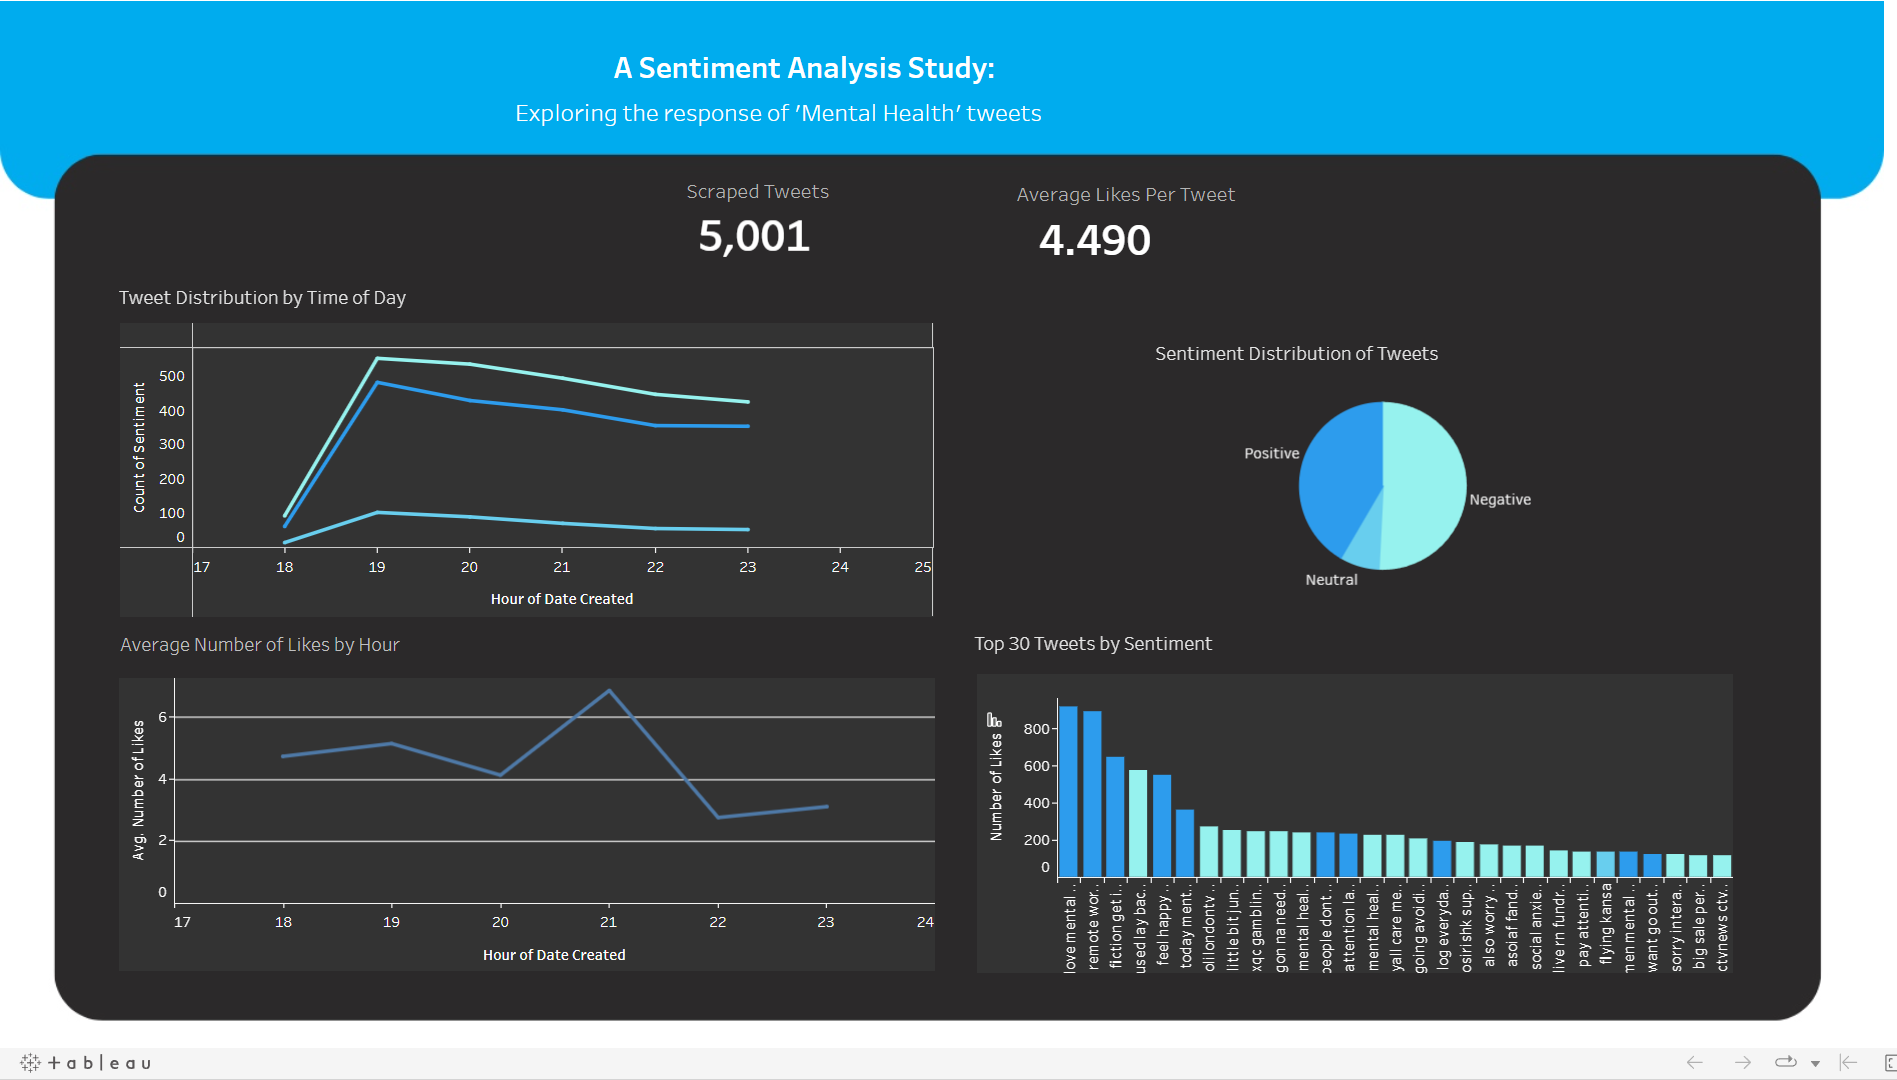 A Sentiment Analysis Study:
Exploring the response of 'Mental Health' tweets
Scraped Tweets
5,001
Average Likes Per Tweet
4.490
Tweet Distribution by Time of Day
Count of Sentiment
500
400
300
200
100
0
17 18 19 20 21 22 23 24 25
Hour of Date Created
Sentiment Distribution of Tweets
Positive
Negative
Neutral
Average Number of Likes by Hour
Avg. Number of Likes
6
4
2
0
17 18 19 20 21 22 23 24
Hour of Date Created
Top 30 Tweets by Sentiment
Number of Likes
800
600
400
200
0
love mental ..
remote wor..
fiction get i..
used lay bac..
feel happy ..
today ment..
oli londontv ..
little bit jun..
xqc gamblin..
gon na need..
mental heal..
people dont ..
attention la..
mental heal..
yall care me..
going avoidi..
log everyda..
osirishk sup..
also worry ..
asoiaf fand..
social anxie..
live rn fundr..
pay attenti..
flying kansa
men mental..
want go out..
sorry intera..
big sale per..
ctvnews ctv..
+ableau